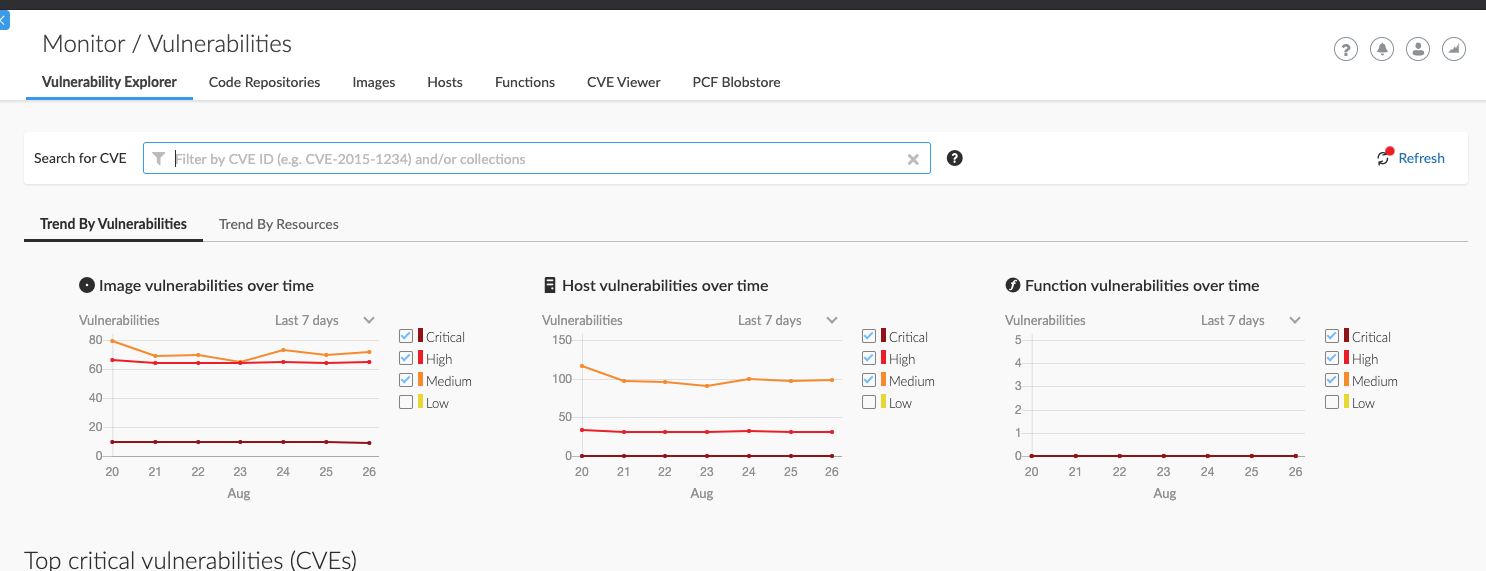 Monitor / Vulnerabilities
Vulnerability Explorer Code Repositories Images Hosts Functions CVE Viewer PCF Blobstore
Search for CVE Filter by CVE ID (e.g. CVE-2015-1234) and/or collections Refresh
Trend By Vulnerabilities Trend By Resources
Image vulnerabilities over time
Vulnerabilities Last 7 days
80
60
40
20
0
20 21 22 23 24 25 26
Aug
Critical
High
Medium
Low
Host vulnerabilities over time
Vulnerabilities Last 7 days
150
100
50
0
20 21 22 23 24 25 26
Aug
Critical
High
Medium
Low
Function vulnerabilities over time
Vulnerabilities Last 7 days
5
4
3
2
1
0
20 21 22 23 24 25 26
Aug
Critical
High
Medium
Low
Top critical vulnerabilities (CVEs)